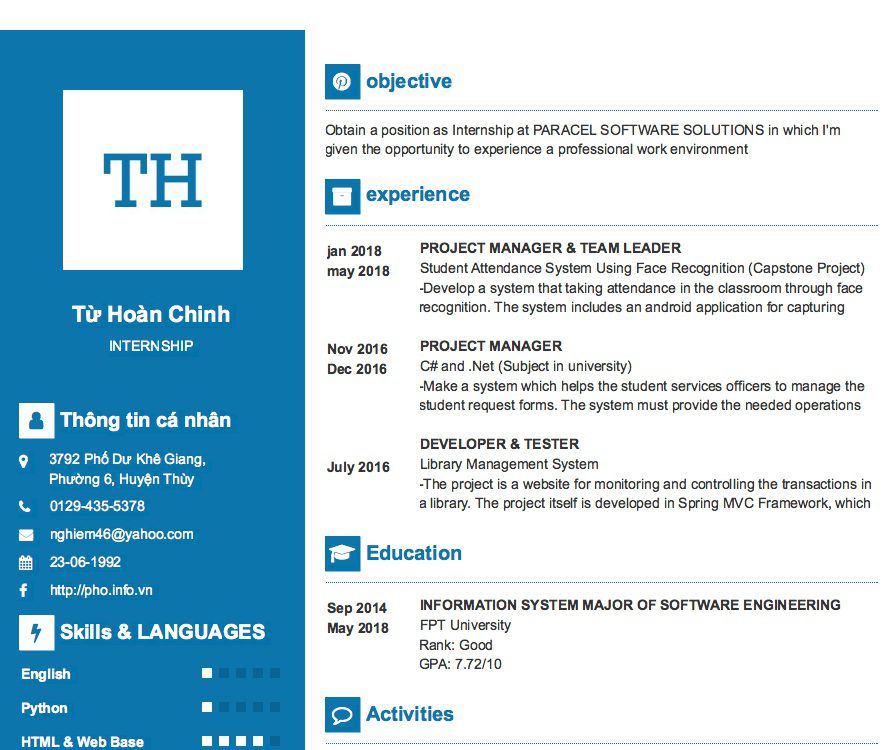 TH
Từ Hoàn Chinh
INTERNSHIP
Thông tin cá nhân
3792 Phố Dư Khê Giang,
Phường 6, Huyện Thùy
0129-435-5378
nghiem46@yahoo.com
23-06-1992
http://pho.info.vn
Skills & LANGUAGES
English
Python
HTML & Web Base
objective
Obtain a position as Internship at PARACEL SOFTWARE SOLUTIONS in which I'm
given the opportunity to experience a professional work environment
experience
jan 2018
may 2018
PROJECT MANAGER & TEAM LEADER
Student Attendance System Using Face Recognition (Capstone Project)
-Develop a system that taking attendance in the classroom through face
recognition. The system includes an android application for capturing
Nov 2016
Dec 2016
PROJECT MANAGER
C# and .Net (Subject in university)
-Make a system which helps the student services officers to manage the
student request forms. The system must provide the needed operations
July 2016
DEVELOPER & TESTER
Library Management System
-The project is a website for monitoring and controlling the transactions in
a library. The project itself is developed in Spring MVC Framework, which
Education
Sep 2014
May 2018
INFORMATION SYSTEM MAJOR OF SOFTWARE ENGINEERING
FPT University
Rank: Good
GPA: 7.72/10
Activities